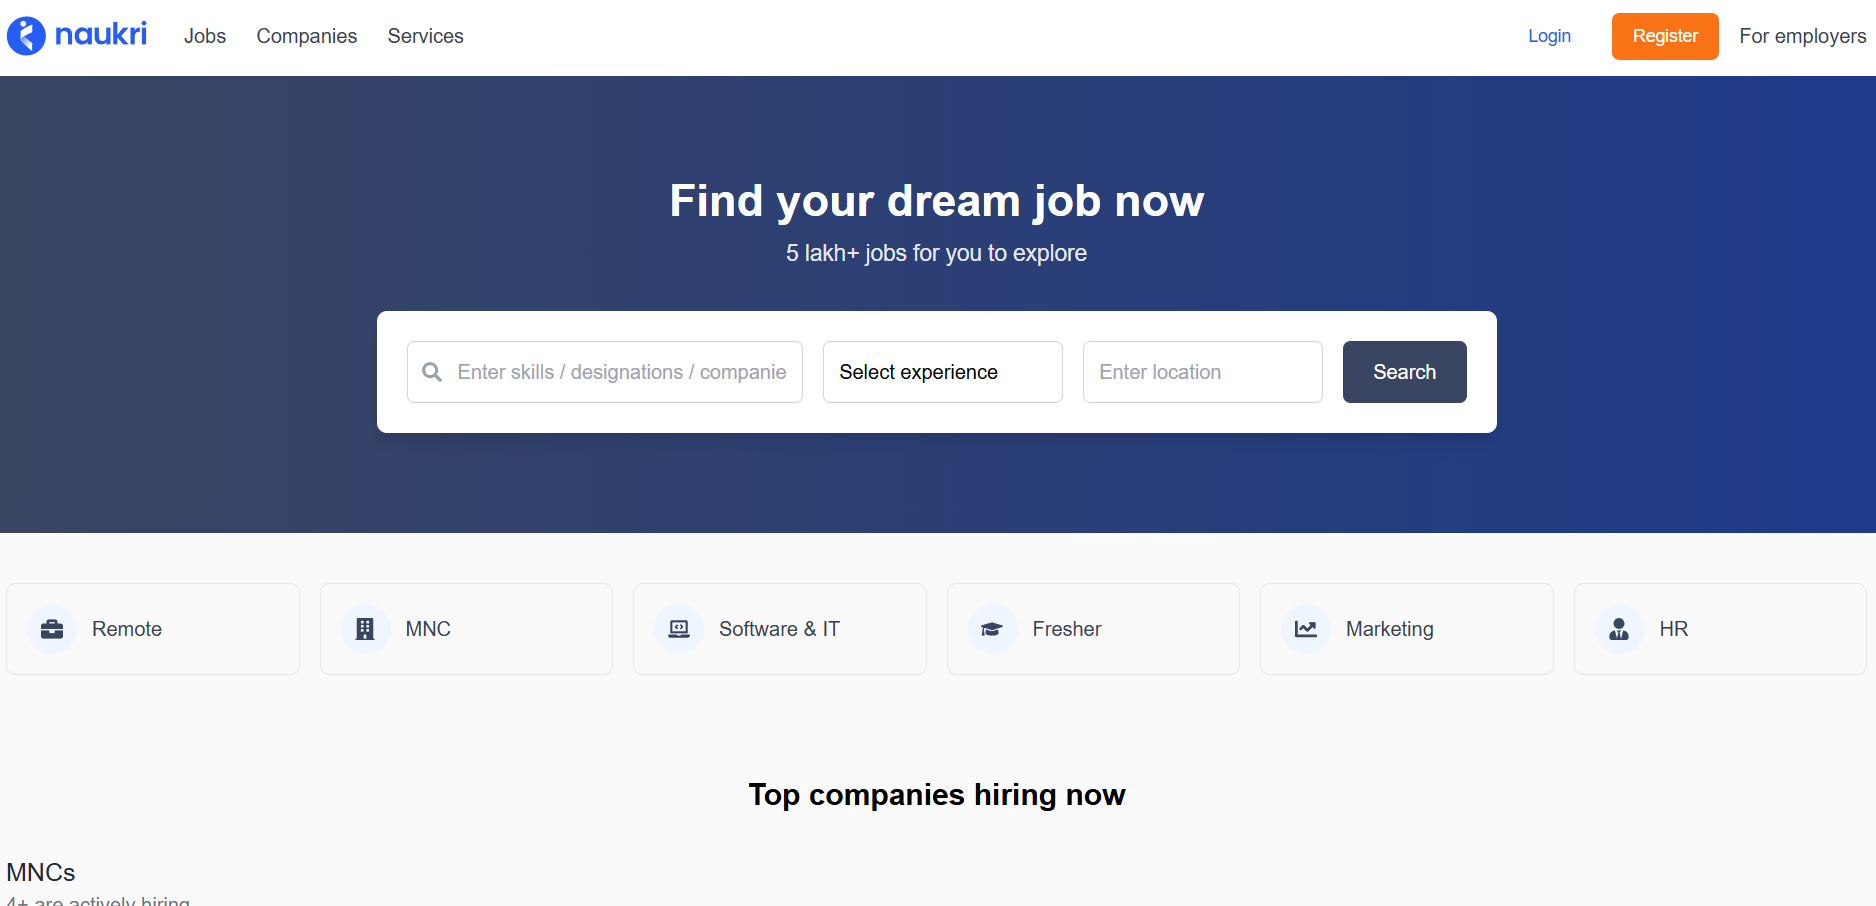 naukri Jobs Companies Services Login Register For employers
Find your dream job now
5 lakh+ jobs for you to explore
Enter skills / designations / companie Select experience Enter location Search
Remote MNC Software & IT Fresher Marketing HR
Top companies hiring now
MNCs
4+ are actively hiring